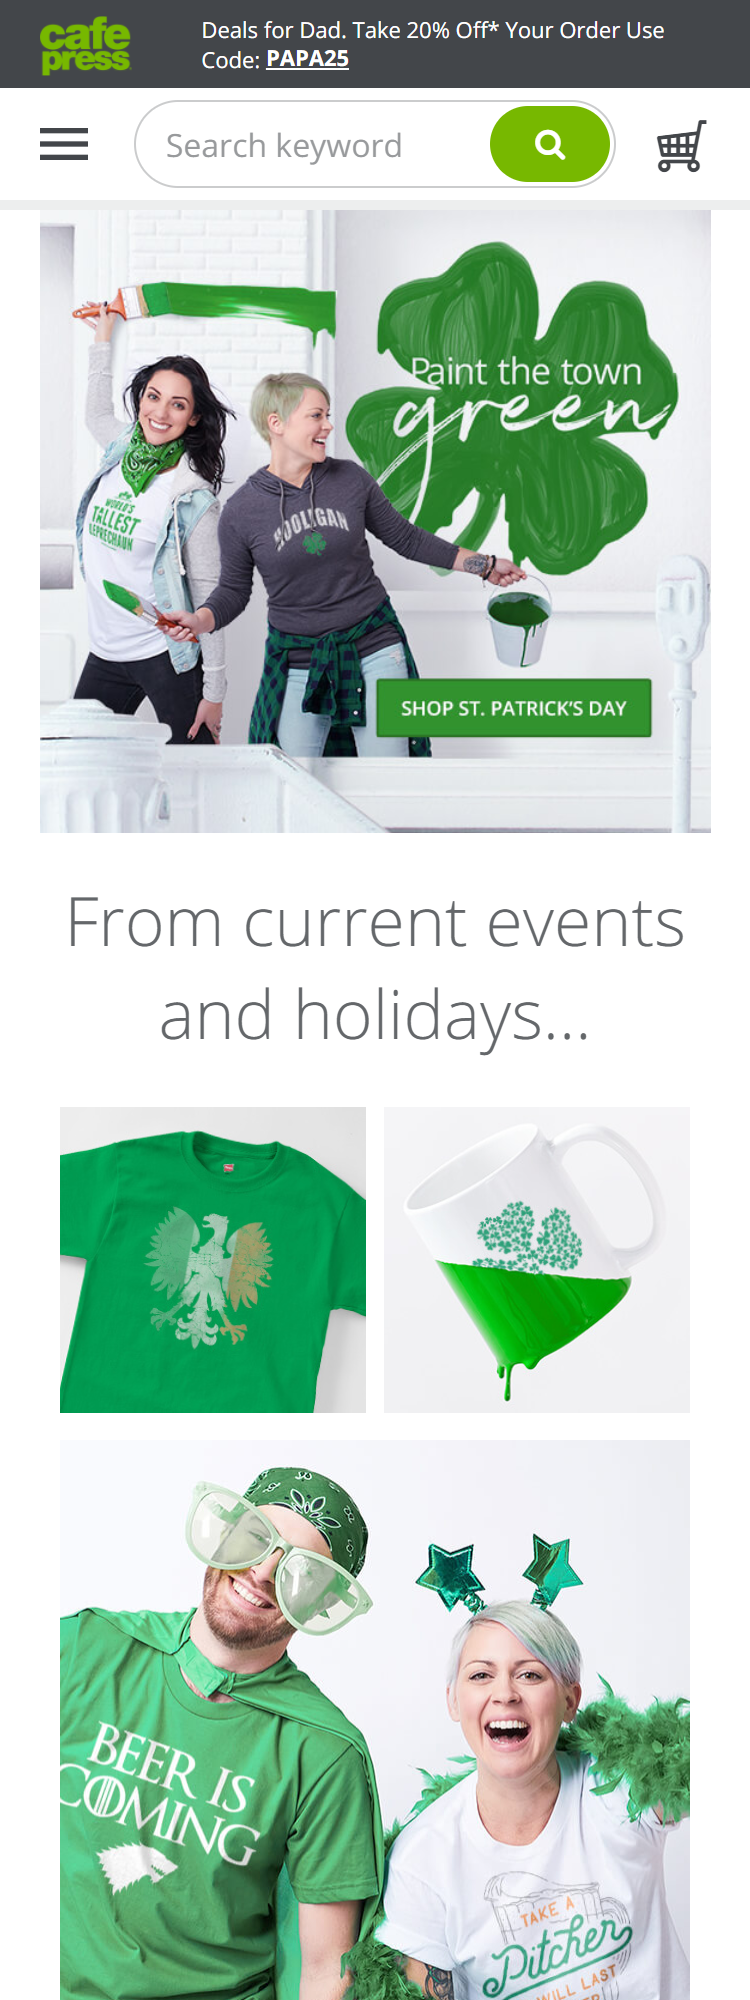 cafe
press
Deals for Dad. Take 20% Off* Your Order Use
Code: PAPA25
Search keyword
Paint the town
green
WORLD'S
TALLEST
LEPRECHAUN
HOOLIGAN
SHOP ST. PATRICK'S DAY
From current events
and holidays...
BEER IS
COMING
TAKE A
Pitcher
WILL LAST